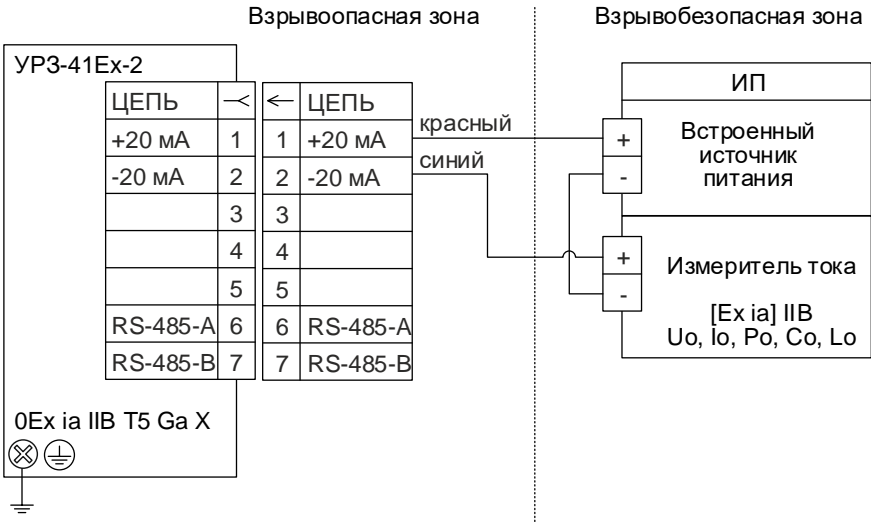 Взрывоопасная зона
Взрывобезопасная зона
УРЗ-41Ex-2
ЦЕПЬ
ЦЕПЬ
+20 мА 1 1 +20 мА красный
-20 мА 2 2 -20 мА синий
3 3
4 4
5 5
RS-485-A 6 6 RS-485-A
RS-485-B 7 7 RS-485-B
0Ex ia IIB T5 Ga X
ИП
+
-
Встроенный
источник
питания
+
-
Измеритель тока
[Ex ia] IIB
Uo, Io, Po, Co, Lo